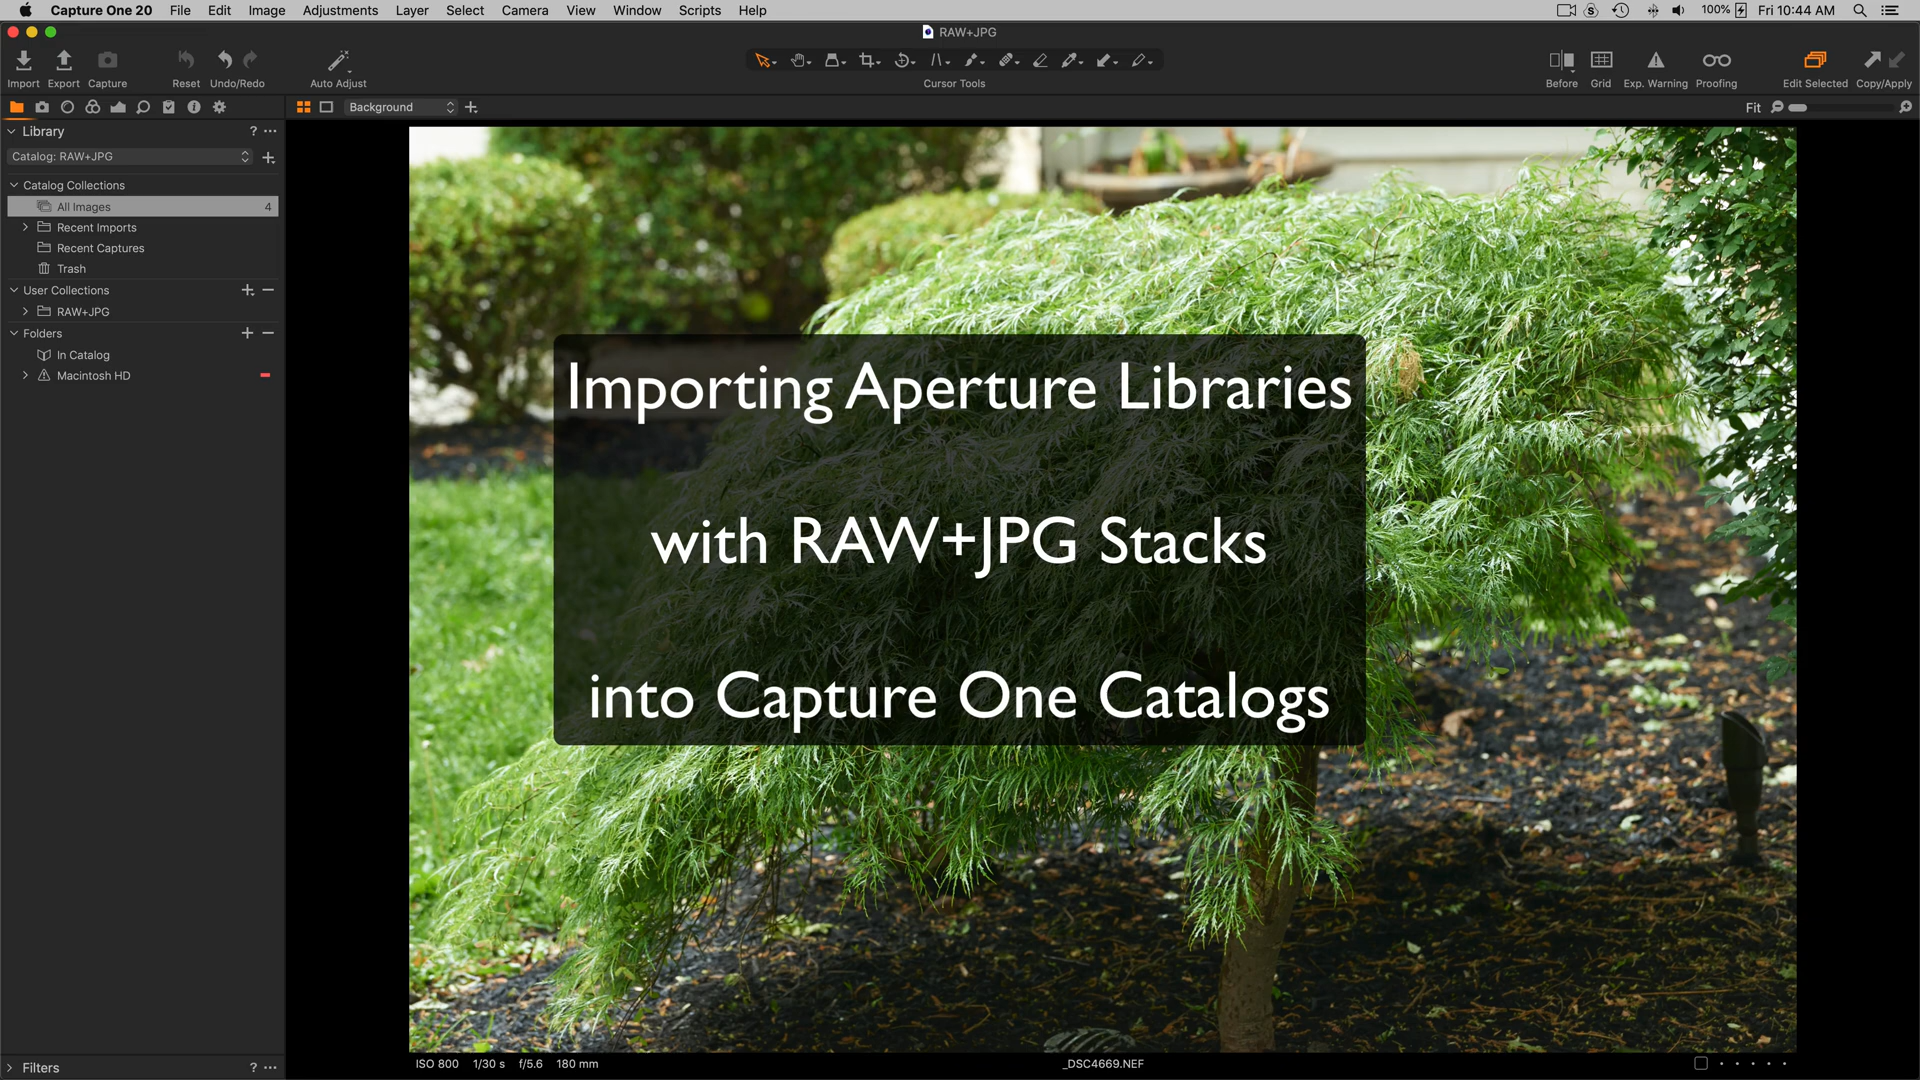 Capture One 20 File Edit Image Adjustments Layer Select Camera View Window Scripts Help 100% Fri 10:44 AM
RAW+JPG
Import Export Capture Reset Undo/Redo Auto Adjust Cursor Tools Before Grid Exp. Warning Proofing Edit Selected Copy/Apply
Background Fit
Library ? ...
Catalog: RAW+JPG
Catalog Collections
All Images 4
Recent Imports
Recent Captures
Trash
User Collections
RAW+JPG
Folders
In Catalog
Macintosh HD
Importing Aperture Libraries
with RAW+JPG Stacks
into Capture One Catalogs
Filters ? ...
ISO 800 1/30 s f/5.6 180 mm _DSC4669.NEF